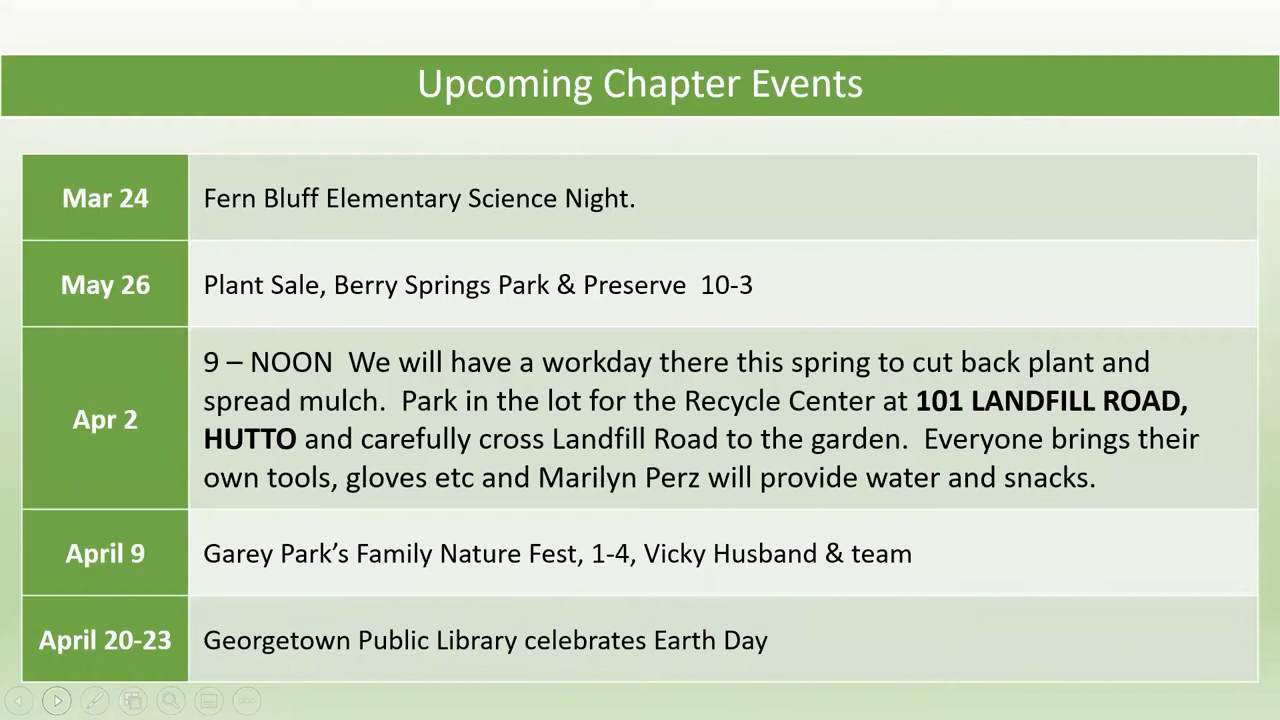 Upcoming Chapter Events
Mar 24
Fern Bluff Elementary Science Night.
May 26
Plant Sale, Berry Springs Park & Preserve  10-3
Apr 2
9 – NOON  We will have a workday there this spring to cut back plant and
spread mulch.  Park in the lot for the Recycle Center at 101 LANDFILL ROAD,
HUTTO and carefully cross Landfill Road to the garden.  Everyone brings their
own tools, gloves etc and Marilyn Perz will provide water and snacks.
April 9
Garey Park’s Family Nature Fest, 1-4, Vicky Husband & team
April 20-23
Georgetown Public Library celebrates Earth Day